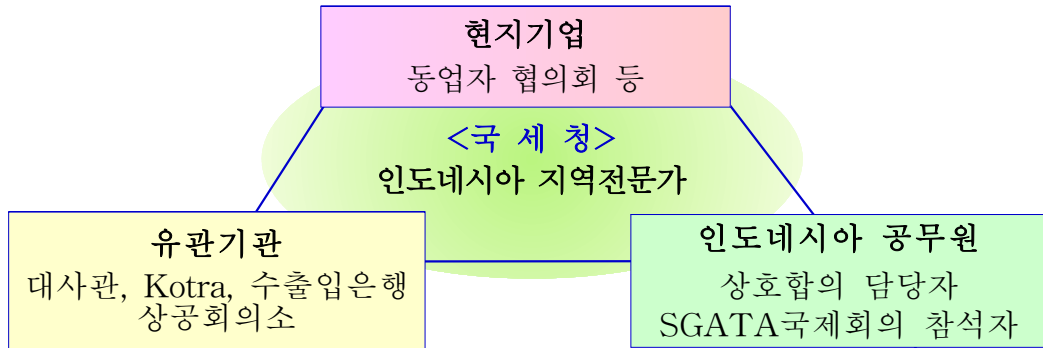 현지기업
동업자 협의회 등
<국 세 청>
인도네시아 지역전문가
유관기관
대사관, Kotra, 수출입은행
상공회의소
인도네시아 공무원
상호합의 담당자
SGATA국제회의 참석자